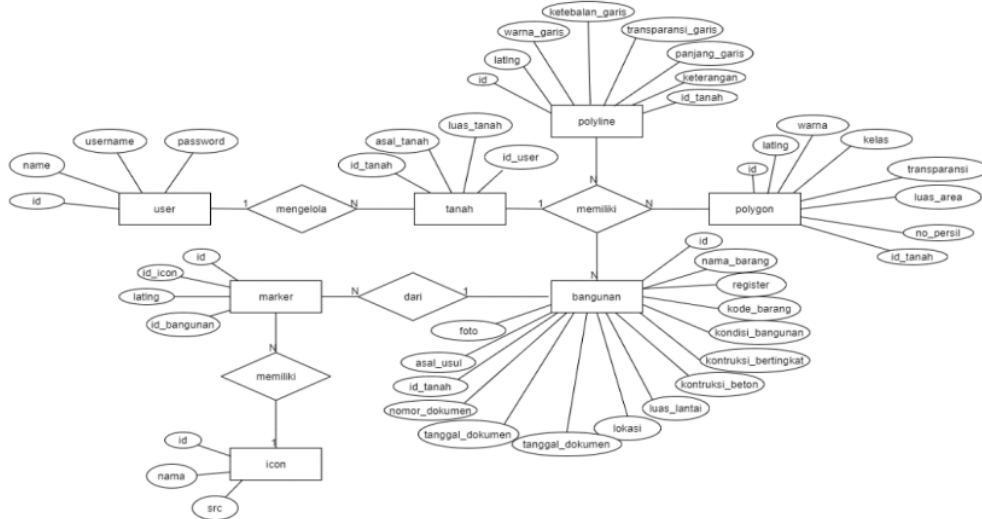 ketebalan_garis
warna_garis
transparansi_garis
latlng
panjang_garis
id
keterangan
id_tanah
polyline
username
password
name
id
user
1
mengelola
N
luas_tanah
asal_tanah
id_tanah
id_user
tanah
1
memiliki
N
N
N
warna
latlng
kelas
id
transparansi
luas_area
no_persil
id_tanah
polygon
id
id_icon
latlng
id_bangunan
marker
N
dari
1
bangunan
id
nama_barang
register
kode_barang
kondisi_bangunan
kontruksi_bertingkat
kontruksi_beton
luas_lantai
lokasi
tanggal_dokumen
tanggal_dokumen
nomor_dokumen
id_tanah
asal_usul
foto
N
memiliki
1
id
nama
src
icon